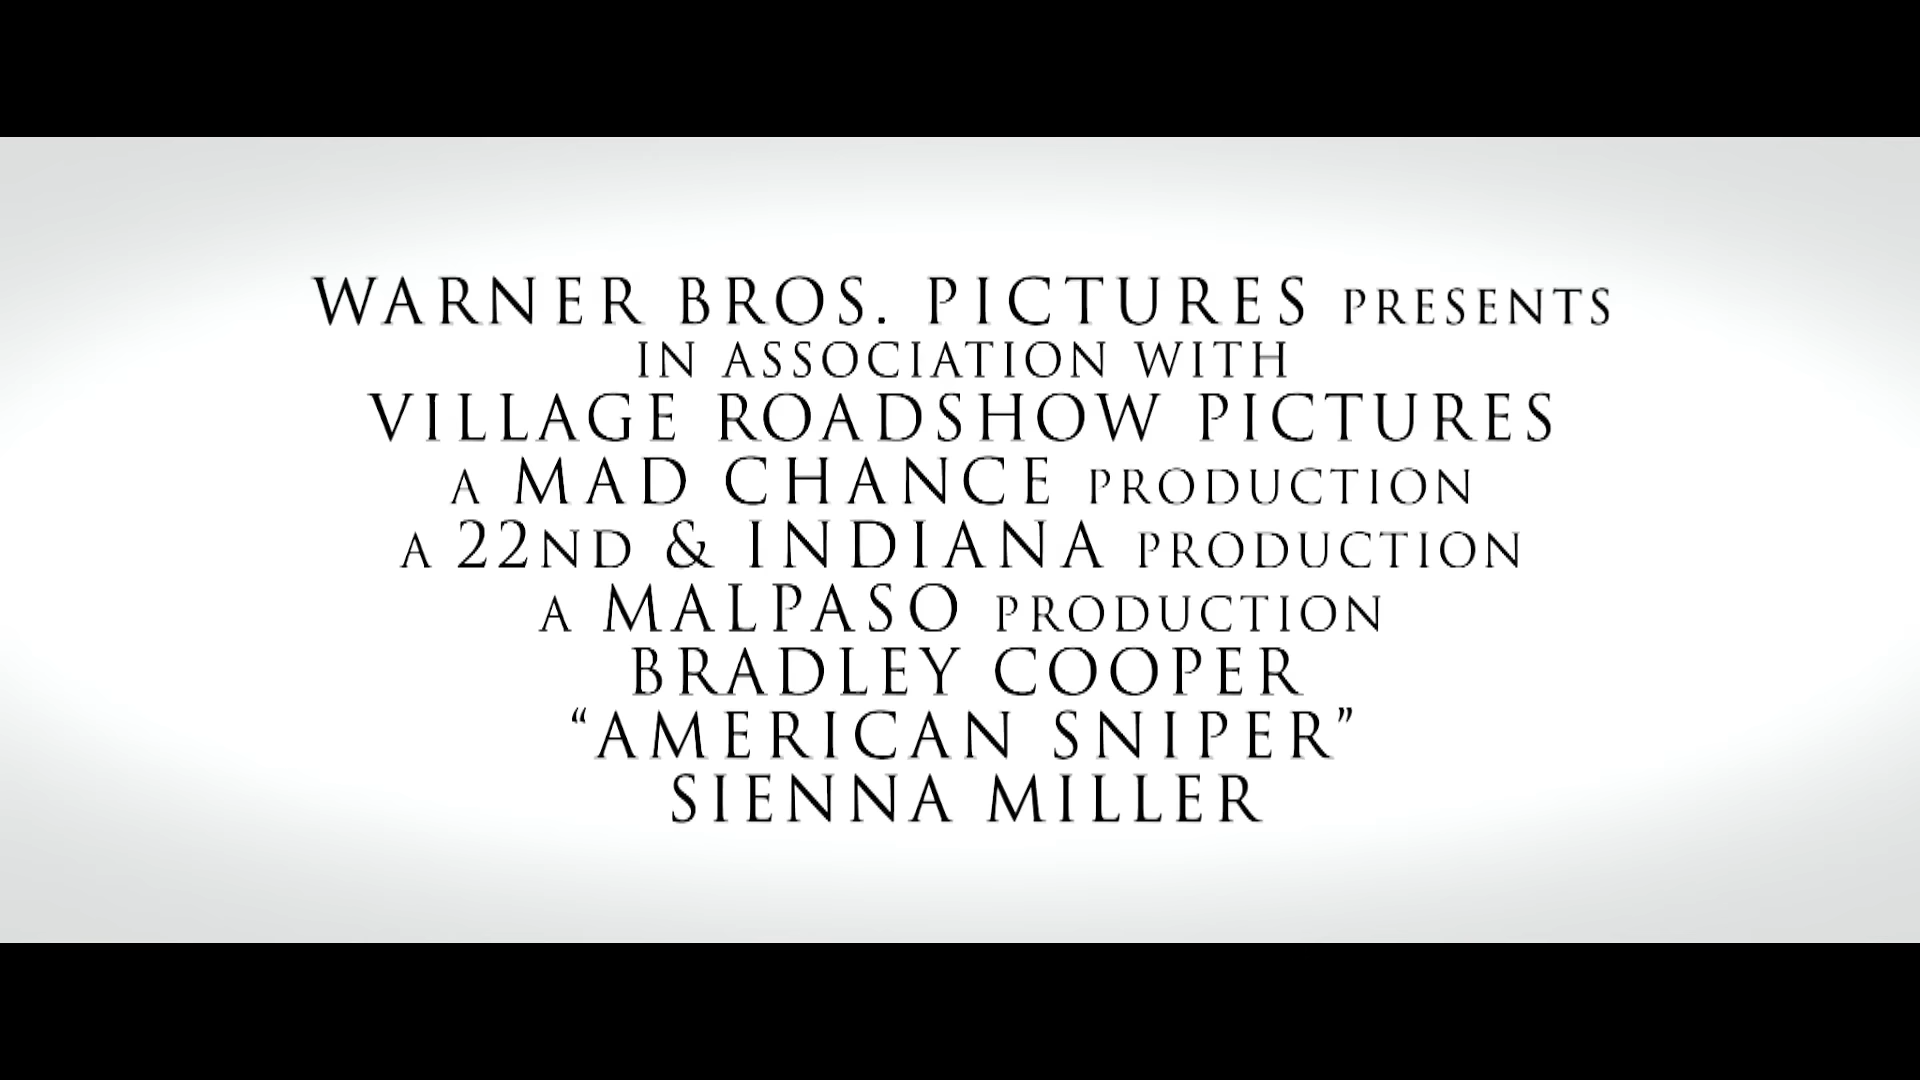 WARNER BROS. PICTURES PRESENTS
IN ASSOCIATION WITH
VILLAGE ROADSHOW PICTURES
A MAD CHANCE PRODUCTION
A 22ND & INDIANA PRODUCTION
A MALPASO PRODUCTION
BRADLEY COOPER
“AMERICAN SNIPER”
SIENNA MILLER